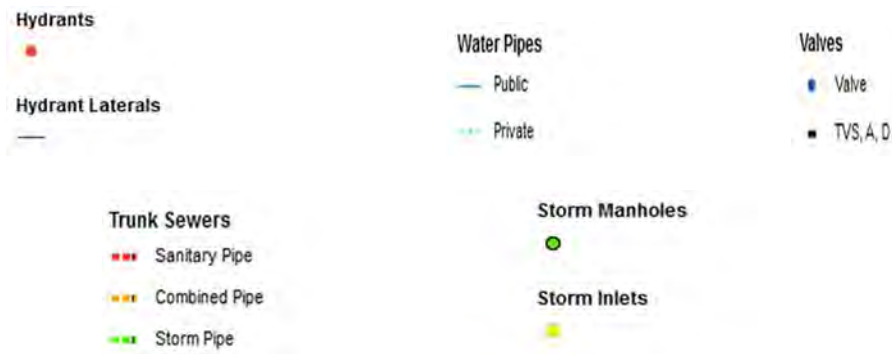 Hydrants
Hydrant Laterals
Water Pipes
Public
Private
Valves
Valve
TVS, A, D
Trunk Sewers
Sanitary Pipe
Combined Pipe
Storm Pipe
Storm Manholes
Storm Inlets